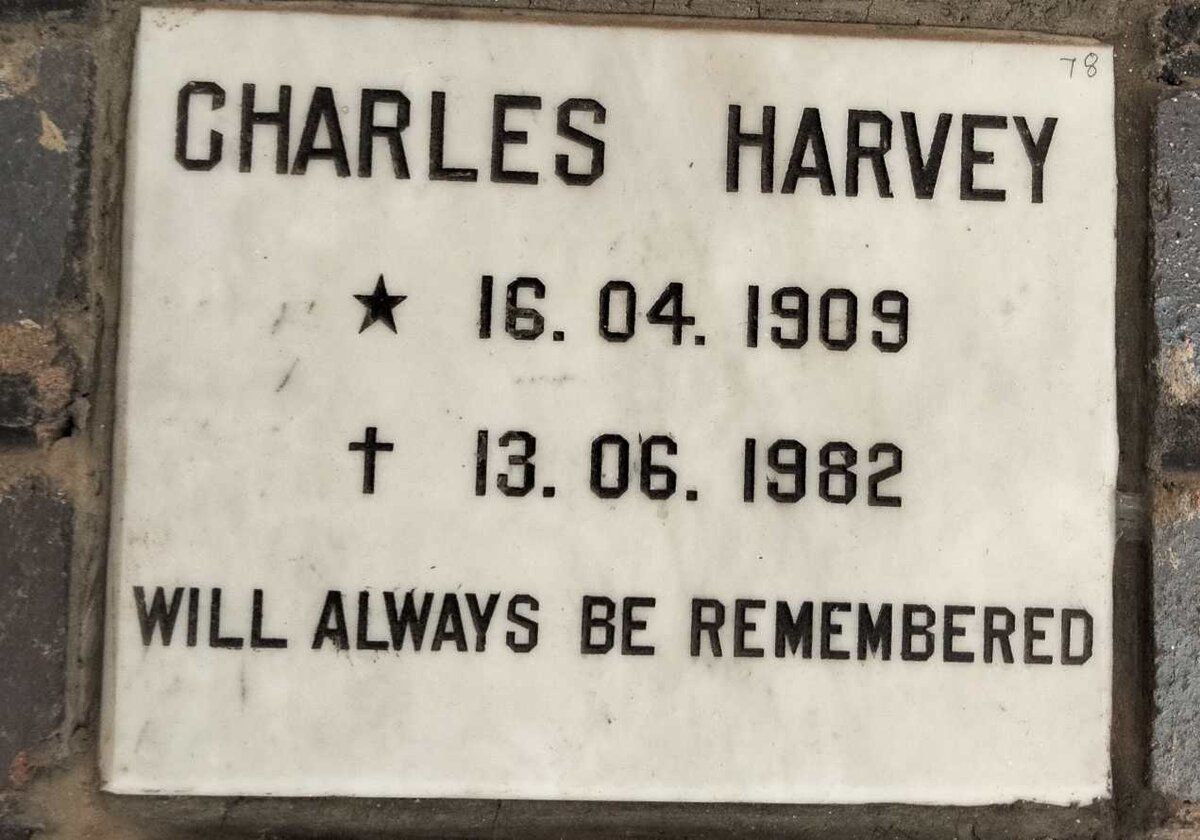 78
CHARLES HARVEY
★ 16. 04. 1909
✝ 13. 06. 1982
WILL ALWAYS BE REMEMBERED